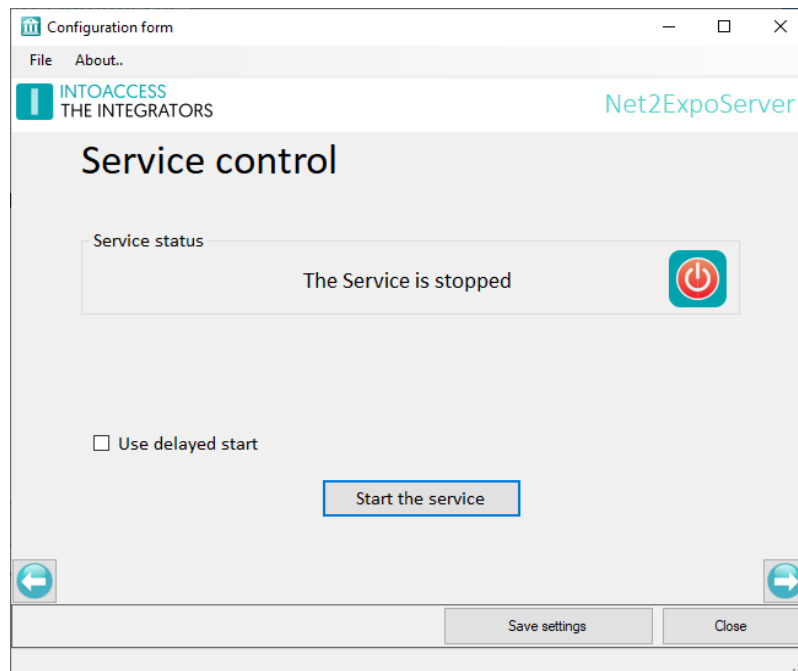 Configuration form
File About..
INTOACCESS
THE INTEGRATORS
Net2ExpoServer
Service control
Service status
The Service is stopped
Use delayed start
Start the service
Save settings Close